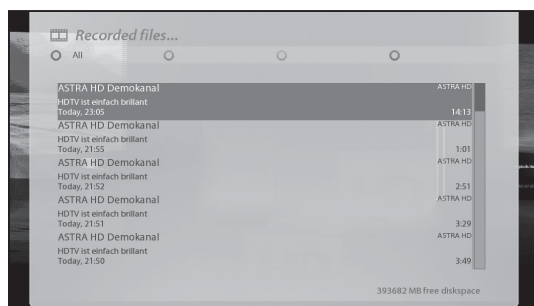 Recorded files...
All
ASTRA HD Demokanal ASTRA HD
HDTV ist einfach brillant
Today, 23:05 14:13
ASTRA HD Demokanal ASTRA HD
HDTV ist einfach brillant
Today, 21:55 1:01
ASTRA HD Demokanal ASTRA HD
HDTV ist einfach brillant
Today, 21:52 2:51
ASTRA HD Demokanal ASTRA HD
HDTV ist einfach brillant
Today, 21:51 3:29
ASTRA HD Demokanal ASTRA HD
HDTV ist einfach brillant
Today, 21:50 3:49
393682 MB free diskspace